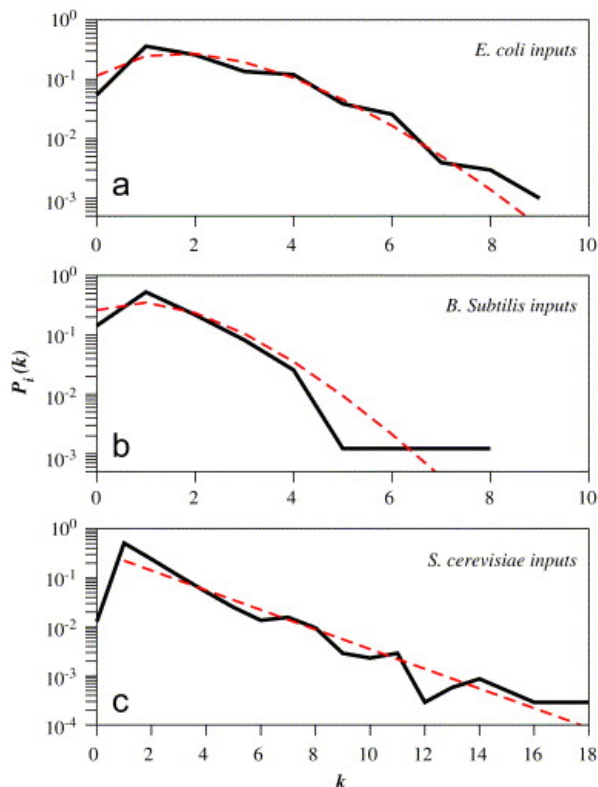 10^0
10^-1
10^-2
10^-3
E. coli inputs
a
0 2 4 6 8 10
10^0
10^-1
10^-2
10^-3
B. Subtilis inputs
b
0 2 4 6 8 10
P_i(k)
10^0
10^-1
10^-2
10^-3
10^-4
S. cerevisiae inputs
c
0 2 4 6 8 10 12 14 16 18
k